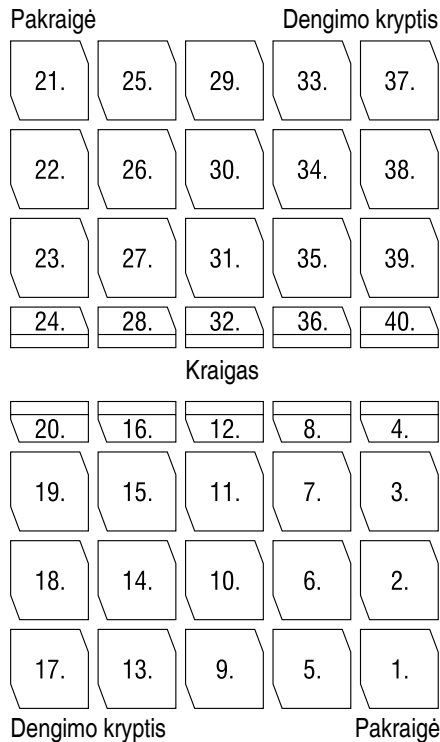 Pakraigė Dengimo kryptis
21. 25. 29. 33. 37.
22. 26. 30. 34. 38.
23. 27. 31. 35. 39.
24. 28. 32. 36. 40.
Kraigas
20. 16. 12. 8. 4.
19. 15. 11. 7. 3.
18. 14. 10. 6. 2.
17. 13. 9. 5. 1.
Dengimo kryptis Pakraigė